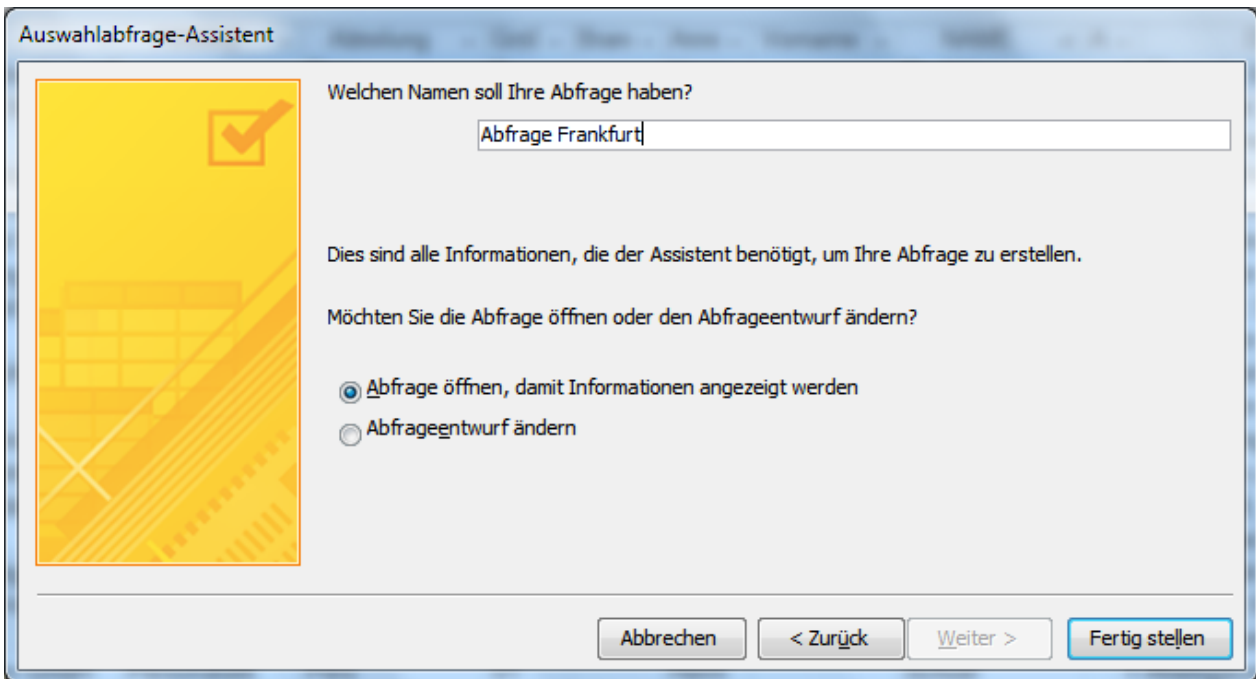 Auswahlabfrage-Assistent
Welchen Namen soll Ihre Abfrage haben?
Abfrage Frankfurt
Dies sind alle Informationen, die der Assistent benötigt, um Ihre Abfrage zu erstellen.
Möchten Sie die Abfrage öffnen oder den Abfrageentwurf ändern?
Abfrage öffnen, damit Informationen angezeigt werden
Abfrageentwurf ändern
Abbrechen < Zurück Weiter > Fertig stellen